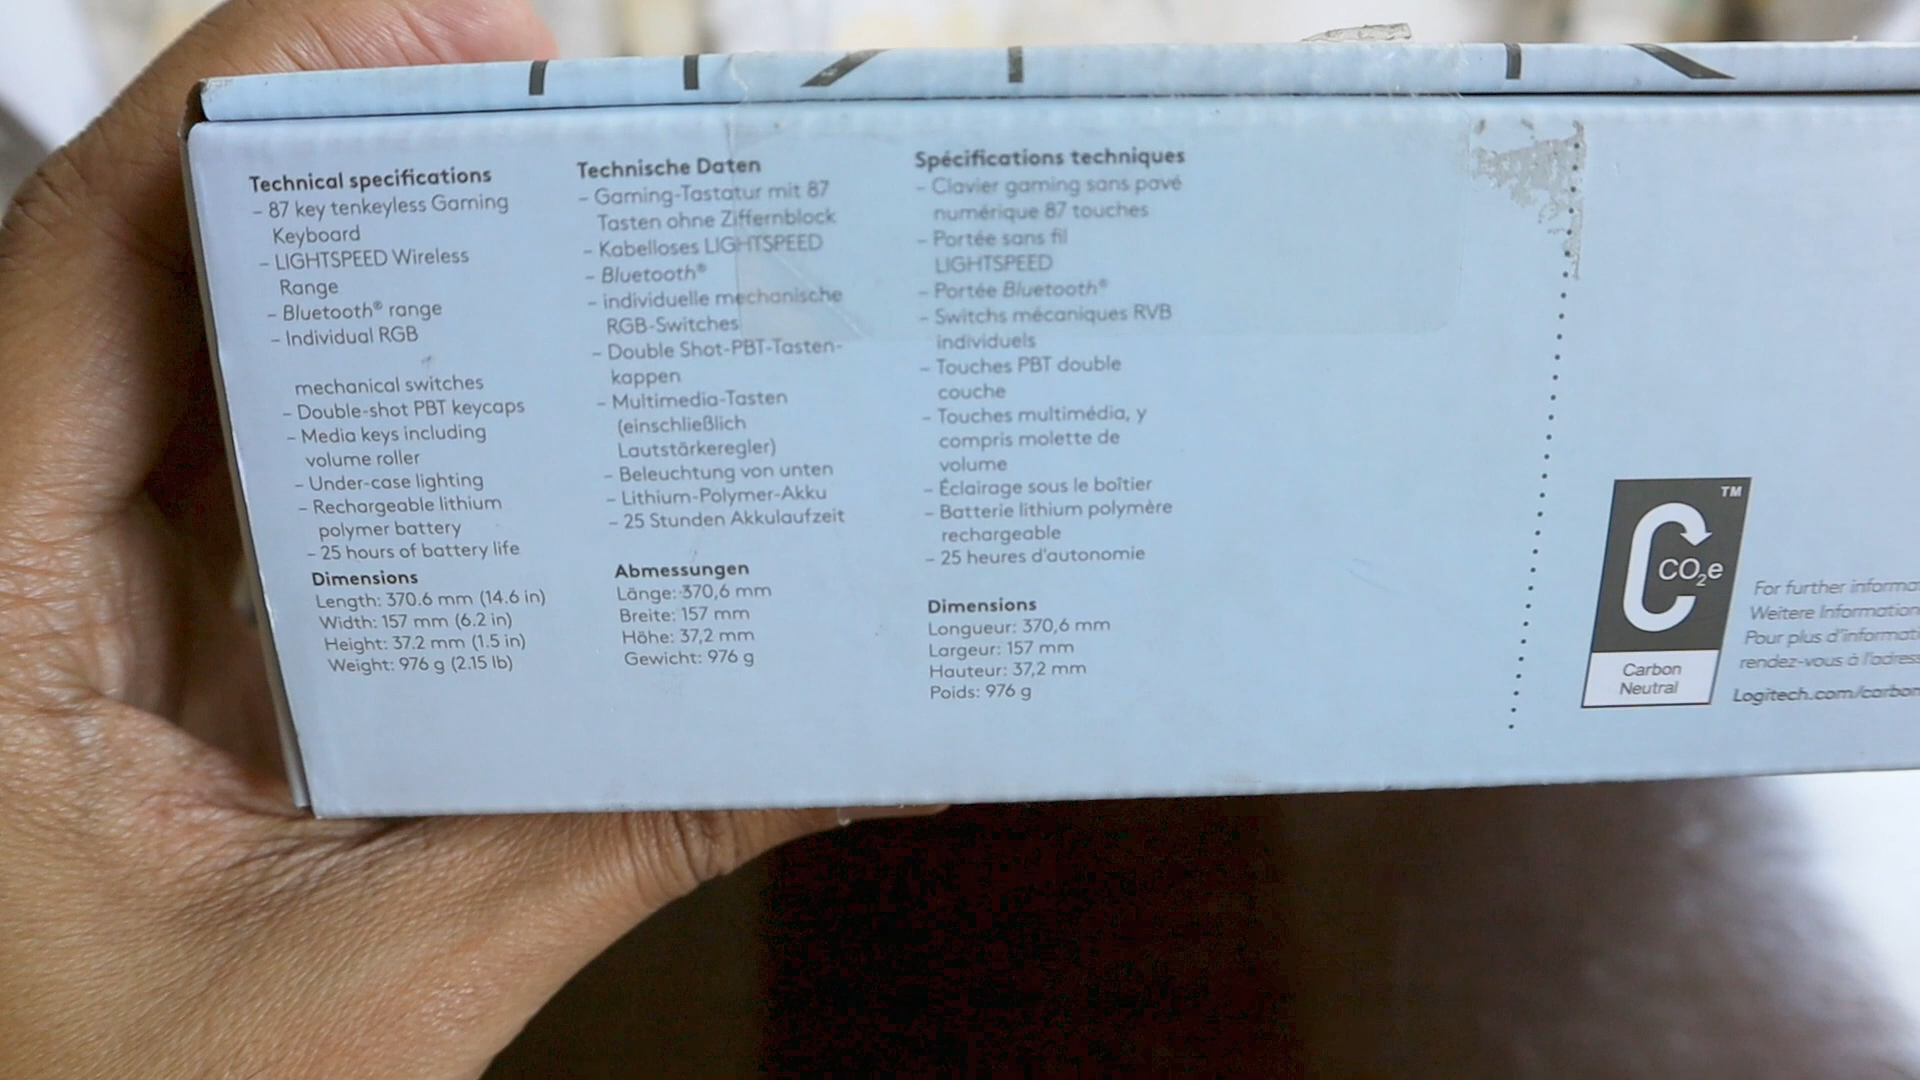 Technical specifications
- 87 key tenkeyless Gaming
Keyboard
- LIGHTSPEED Wireless
Range
- Bluetooth® range
- Individual RGB
mechanical switches
- Double-shot PBT keycaps
- Media keys including
volume roller
- Under-case lighting
- Rechargeable lithium
polymer battery
- 25 hours of battery life
Dimensions
Length: 370.6 mm (14.6 in)
Width: 157 mm (6.2 in)
Height: 37.2 mm (1.5 in)
Weight: 976 g (2.15 lb)
Technische Daten
- Gaming-Tastatur mit 87
Tasten ohne Ziffernblock
- Kabelloses LIGHTSPEED
- Bluetooth®
- individuelle mechanische
RGB-Switches
- Double Shot-PBT-Tasten-
kappen
- Multimedia-Tasten
(einschließlich
Lautstärkeregler)
- Beleuchtung von unten
- Lithium-Polymer-Akku
- 25 Stunden Akkulaufzeit
Abmessungen
Länge: 370,6 mm
Breite: 157 mm
Höhe: 37,2 mm
Gewicht: 976 g
Spécifications techniques
- Clavier gaming sans pavé
numérique 87 touches
- Portée sans fil
LIGHTSPEED
- Portée Bluetooth®
- Switchs mécaniques RVB
individuels
- Touches PBT double
couche
- Touches multimédia, y
compris molette de
volume
- Éclairage sous le boîtier
- Batterie lithium polymère
rechargeable
- 25 heures d'autonomie
Dimensions
Longueur: 370,6 mm
Largeur: 157 mm
Hauteur: 37,2 mm
Poids: 976 g
TM
CO₂e
Carbon
Neutral
For further informa
Weitere Information
Pour plus d'informati
rendez-vous à l'adress
Logitech.com/carbon